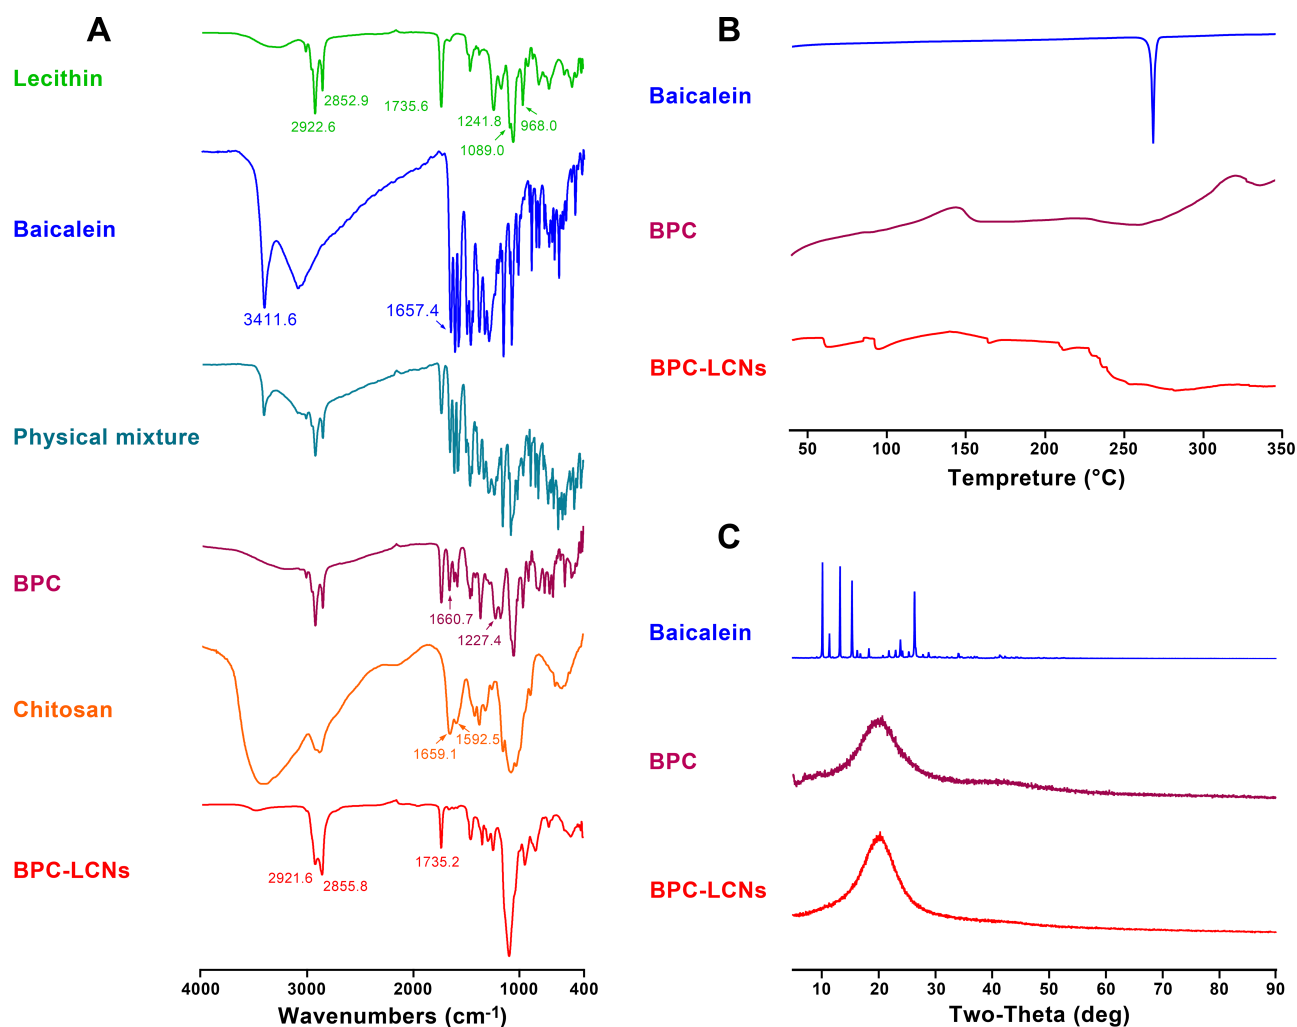 A
Lecithin
2852.9
2922.6
1735.6
1241.8
968.0
1089.0
Baicalein
3411.6
1657.4
Physical mixture
BPC
1660.7
1227.4
Chitosan
1659.1
1592.5
BPC-LCNs
2921.6
2855.8
1735.2
4000 3000 2000 1000 400
Wavenumbers (cm-1)
B
Baicalein
BPC
BPC-LCNs
50 100 150 200 250 300 350
Tempreture (°C)
C
Baicalein
BPC
BPC-LCNs
10 20 30 40 50 60 70 80 90
Two-Theta (deg)